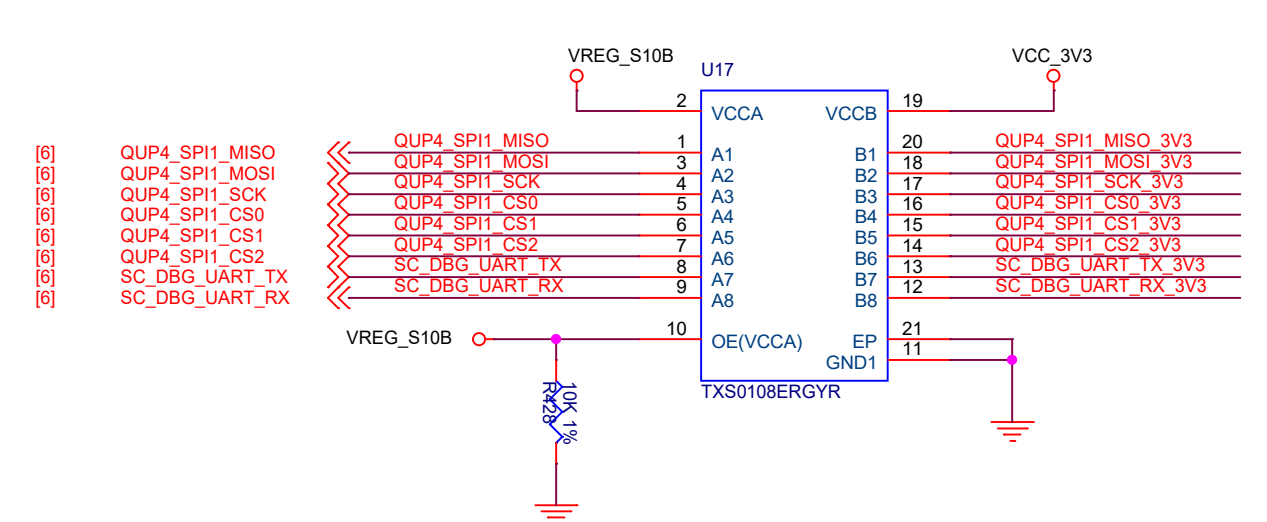 VREG_S10B
U17
VCC_3V3
2 VCCA VCCB 19
[6] QUP4_SPI1_MISO QUP4_SPI1_MISO 1 A1 B1 20 QUP4_SPI1_MISO_3V3
[6] QUP4_SPI1_MOSI QUP4_SPI1_MOSI 3 A2 B2 18 QUP4_SPI1_MOSI_3V3
[6] QUP4_SPI1_SCK QUP4_SPI1_SCK 4 A3 B3 17 QUP4_SPI1_SCK_3V3
[6] QUP4_SPI1_CS0 QUP4_SPI1_CS0 5 A4 B4 16 QUP4_SPI1_CS0_3V3
[6] QUP4_SPI1_CS1 QUP4_SPI1_CS1 6 A5 B5 15 QUP4_SPI1_CS1_3V3
[6] QUP4_SPI1_CS2 QUP4_SPI1_CS2 7 A6 B6 14 QUP4_SPI1_CS2_3V3
[6] SC_DBG_UART_TX SC_DBG_UART_TX 8 A7 B7 13 SC_DBG_UART_TX_3V3
[6] SC_DBG_UART_RX SC_DBG_UART_RX 9 A8 B8 12 SC_DBG_UART_RX_3V3
VREG_S10B 10 OE(VCCA) EP 21
GND1 11
TXS0108ERGYR
R428
10K 1%